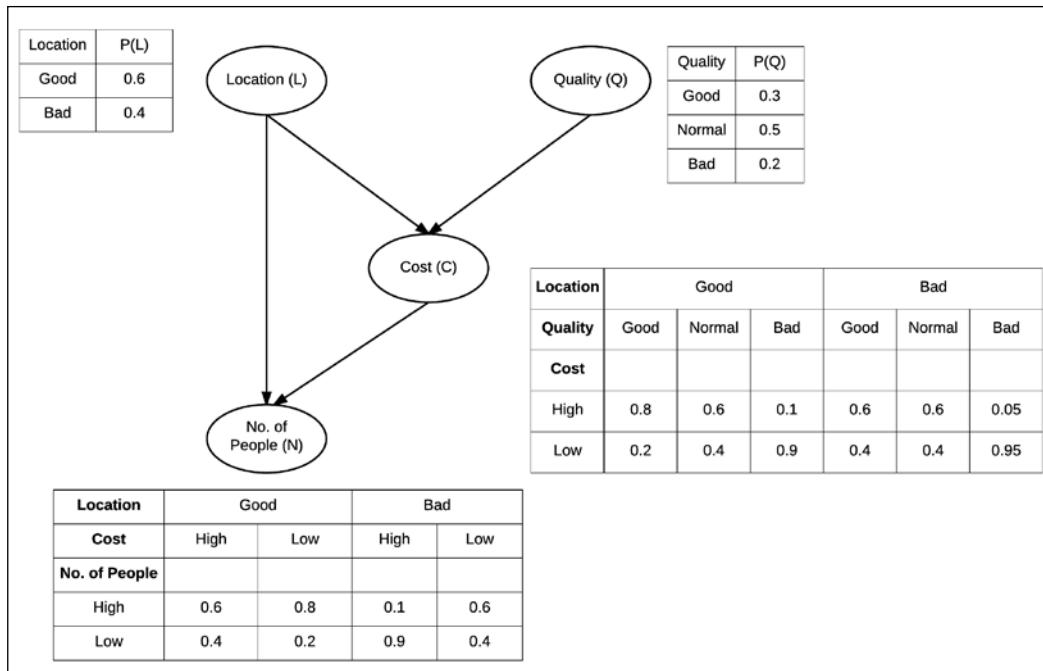 Location P(L)
Good 0.6
Bad 0.4
Location (L)
Quality (Q)
Quality P(Q)
Good 0.3
Normal 0.5
Bad 0.2
Cost (C)
No. of
People (N)
Location Good Bad
Quality Good Normal Bad Good Normal Bad
Cost
High 0.8 0.6 0.1 0.6 0.6 0.05
Low 0.2 0.4 0.9 0.4 0.4 0.95
Location Good Bad
Cost High Low High Low
No. of People
High 0.6 0.8 0.1 0.6
Low 0.4 0.2 0.9 0.4